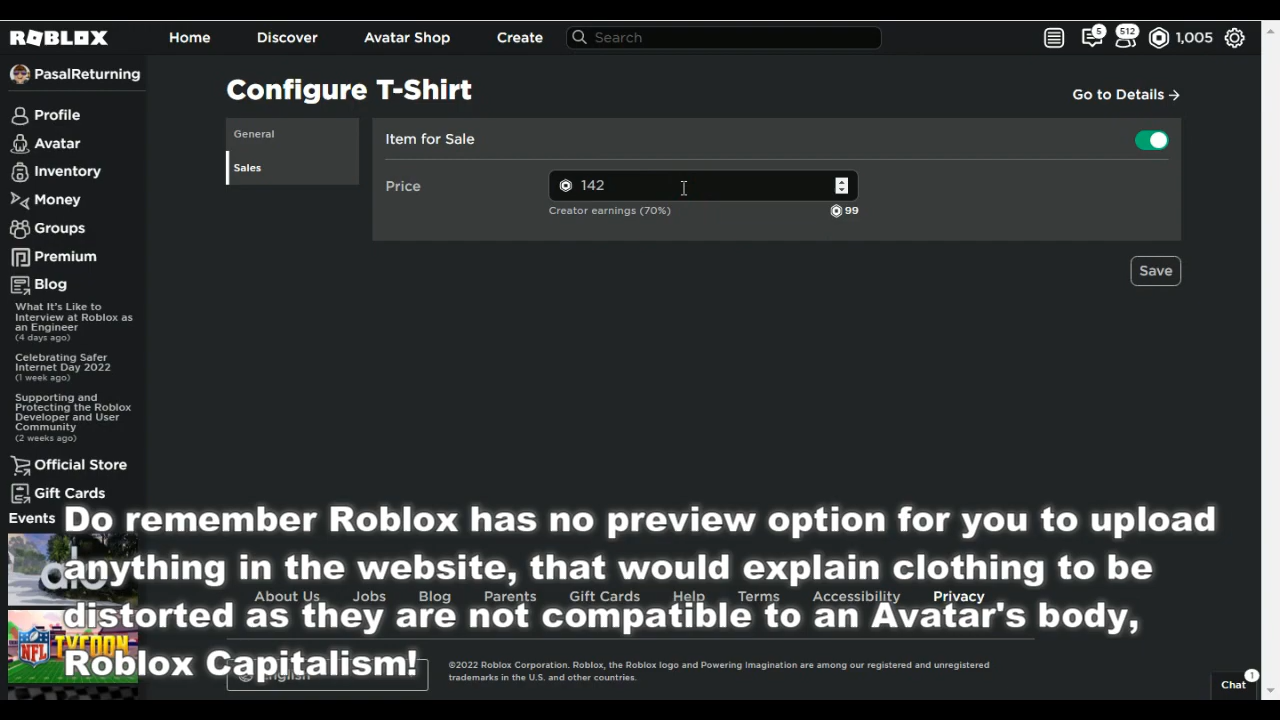 ROBLOX Home Discover Avatar Shop Create Search 5 512 1,005
PasalReturning
Profile
Avatar
Inventory
Money
Groups
Premium
Blog
What It's Like to
Interview at Roblox as
an Engineer
(4 days ago)
Celebrating Safer
Internet Day 2022
(1 week ago)
Supporting and
Protecting the Roblox
Developer and User
Community
(2 weeks ago)
Official Store
Gift Cards
Events
NFL TYCOON
Configure T-Shirt
Go to Details →
General
Sales
Item for Sale
Price 142
Creator earnings (70%) 99
Save
Do remember Roblox has no preview option for you to upload
anything in the website, that would explain clothing to be
distorted as they are not compatible to an Avatar's body,
Roblox Capitalism!
About Us Jobs Blog Parents Gift Cards Help Terms Accessibility Privacy
English
©2022 Roblox Corporation. Roblox, the Roblox logo and Powering Imagination are among our registered and unregistered
trademarks in the U.S. and other countries.
Chat 1